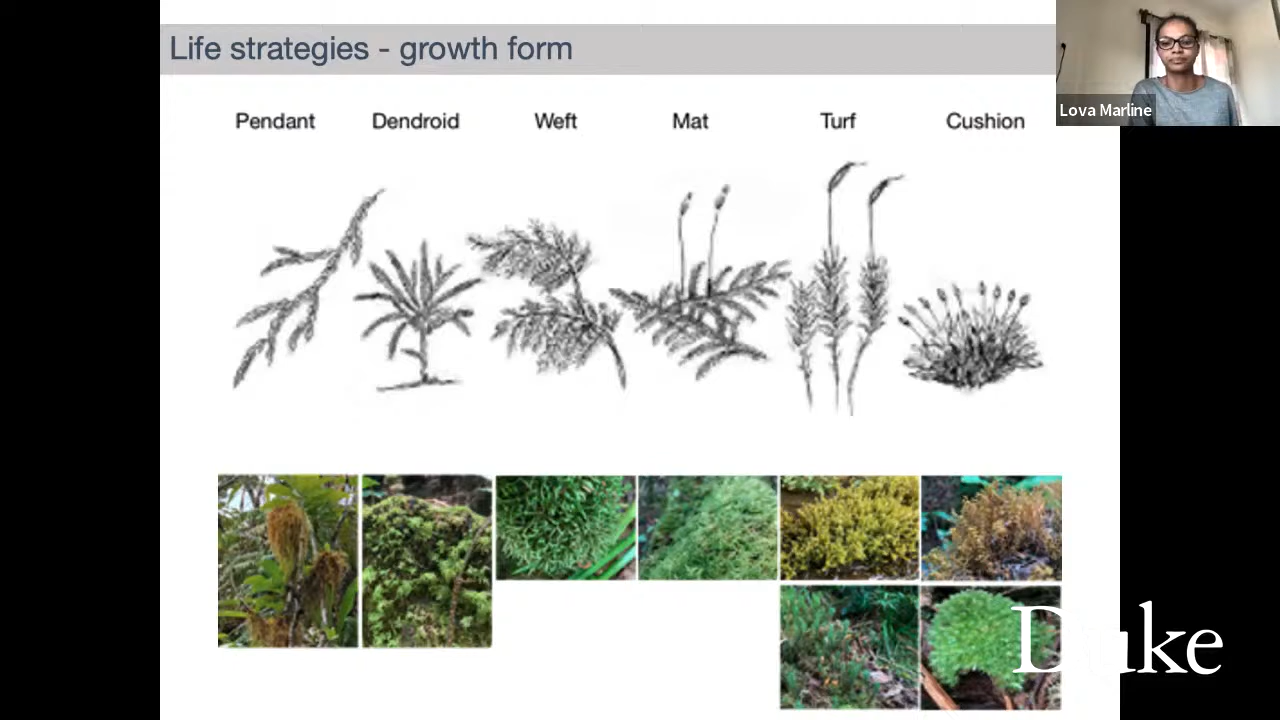 Life strategies - growth form
Lova Marline
Pendant Dendroid Weft Mat Turf Cushion
Duke